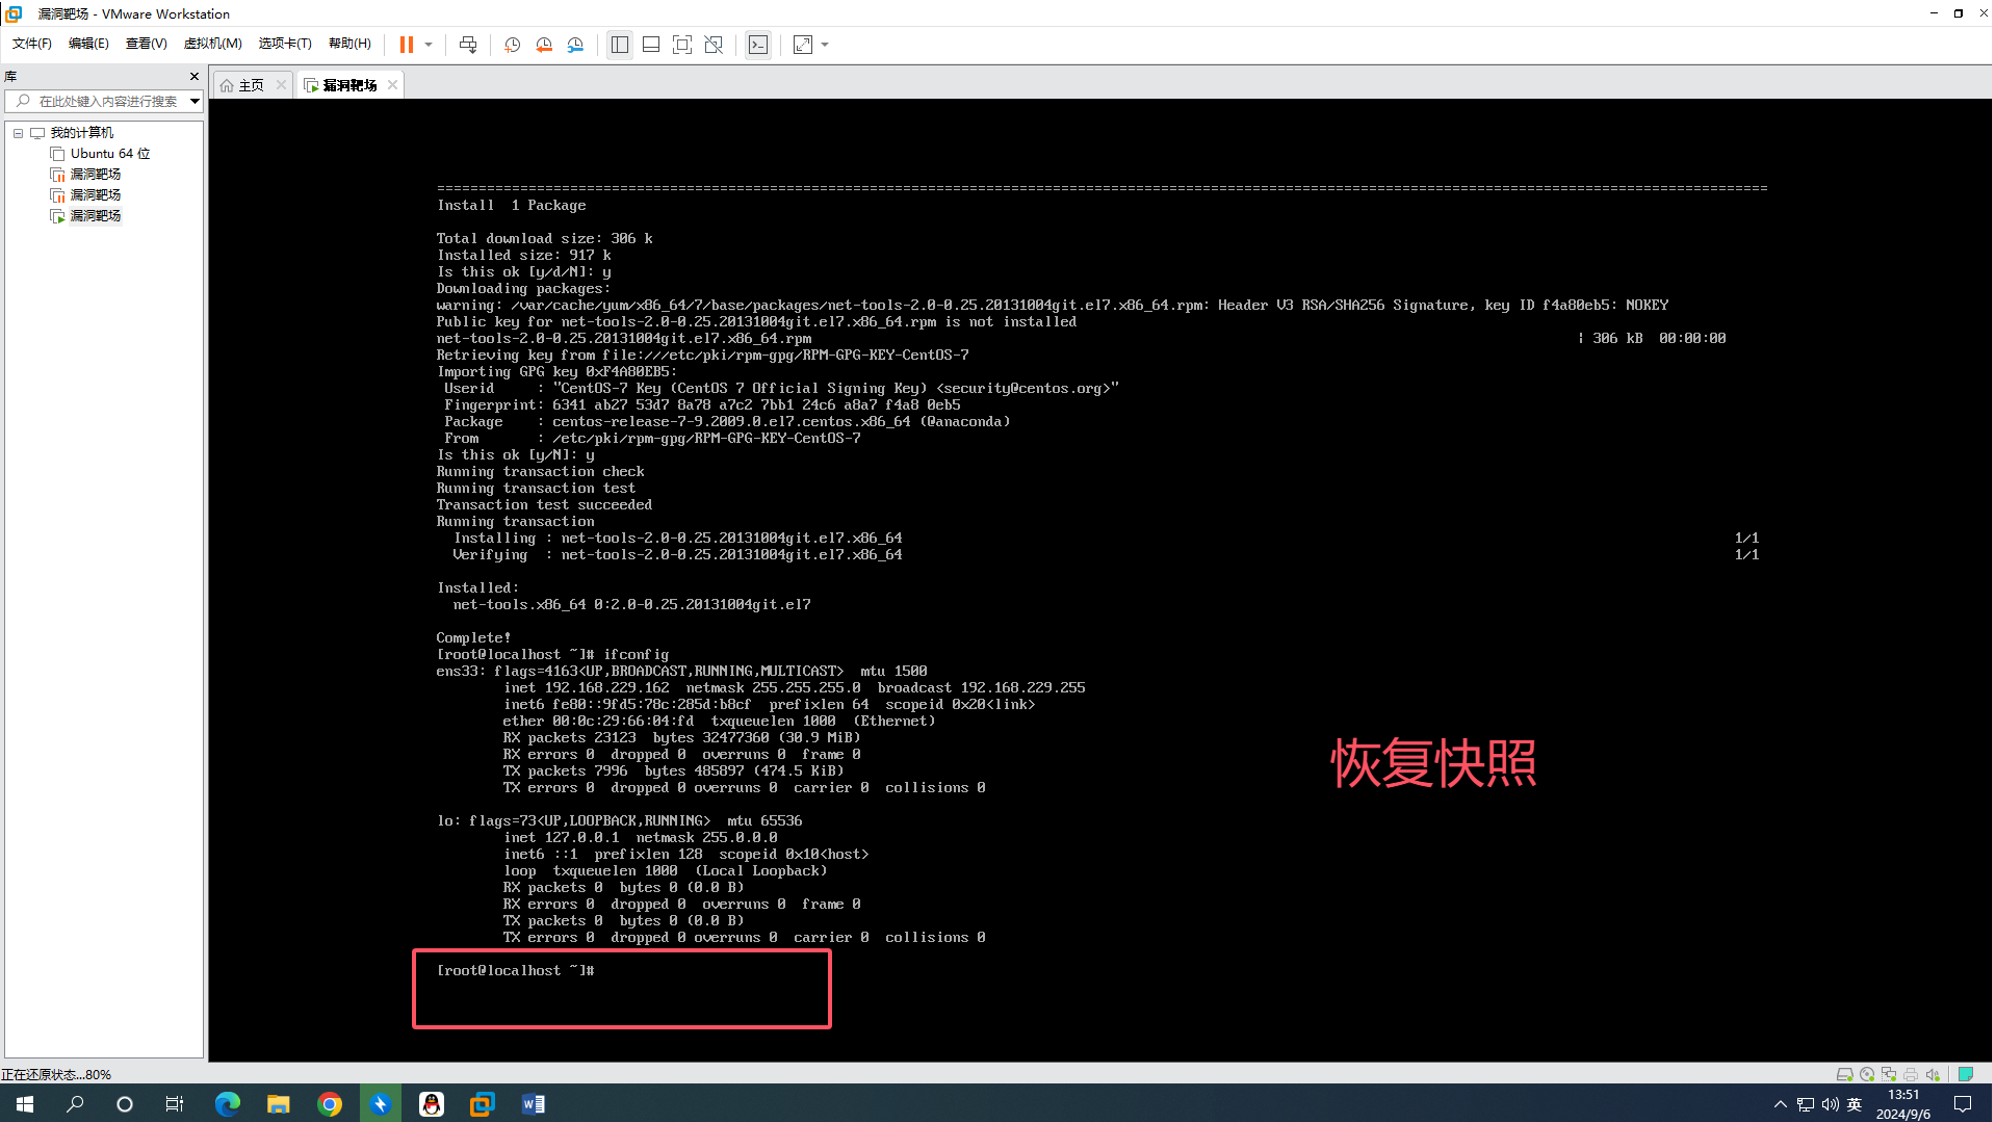 漏洞靶场 - VMware Workstation
文件(F) 编辑(E) 查看(V) 虚拟机(M) 选项卡(T) 帮助(H)
库
主页
漏洞靶场
在此处键入内容进行搜索
我的计算机
Ubuntu 64 位
漏洞靶场
漏洞靶场
漏洞靶场
================================================================================
Install  1 Package
Total download size: 306 k
Installed size: 917 k
Is this ok [y/d/N]: y
Downloading packages:
warning: /var/cache/yum/x86_64/7/base/packages/net-tools-2.0-0.25.20131004git.el7.x86_64.rpm: Header V3 RSA/SHA256 Signature, key ID f4a80eb5: NOKEY
Public key for net-tools-2.0-0.25.20131004git.el7.x86_64.rpm is not installed
net-tools-2.0-0.25.20131004git.el7.x86_64.rpm | 306 kB  00:00:00
Retrieving key from file:///etc/pki/rpm-gpg/RPM-GPG-KEY-CentOS-7
Importing GPG key 0xF4A80EB5:
Userid     : "CentOS-7 Key (CentOS 7 Official Signing Key) <security@centos.org>"
Fingerprint: 6341 ab27 53d7 8a78 a7c2 7bb1 24c6 a8a7 f4a8 0eb5
Package    : centos-release-7-9.2009.0.el7.centos.x86_64 (@anaconda)
From       : /etc/pki/rpm-gpg/RPM-GPG-KEY-CentOS-7
Is this ok [y/N]: y
Running transaction check
Running transaction test
Transaction test succeeded
Running transaction
Installing : net-tools-2.0-0.25.20131004git.el7.x86_64 1/1
Verifying  : net-tools-2.0-0.25.20131004git.el7.x86_64 1/1
Installed:
net-tools.x86_64 0:2.0-0.25.20131004git.el7
Complete!
[root@localhost ~]# ifconfig
ens33: flags=4163<UP,BROADCAST,RUNNING,MULTICAST>  mtu 1500
inet 192.168.229.162  netmask 255.255.255.0  broadcast 192.168.229.255
inet6 fe80::9fd5:78c:285d:b8cf  prefixlen 64  scopeid 0x20<link>
ether 00:0c:29:66:04:fd  txqueuelen 1000  (Ethernet)
RX packets 23123  bytes 32477360 (30.9 MiB)
RX errors 0  dropped 0  overruns 0  frame 0
TX packets 7996  bytes 485897 (474.5 KiB)
TX errors 0  dropped 0 overruns 0  carrier 0  collisions 0
恢复快照
lo: flags=73<UP,LOOPBACK,RUNNING>  mtu 65536
inet 127.0.0.1  netmask 255.0.0.0
inet6 ::1  prefixlen 128  scopeid 0x10<host>
loop  txqueuelen 1000  (Local Loopback)
RX packets 0  bytes 0 (0.0 B)
RX errors 0  dropped 0  overruns 0  frame 0
TX packets 0  bytes 0 (0.0 B)
TX errors 0  dropped 0 overruns 0  carrier 0  collisions 0
[root@localhost ~]#
正在还原状态...80%
英
13:51
2024/9/6